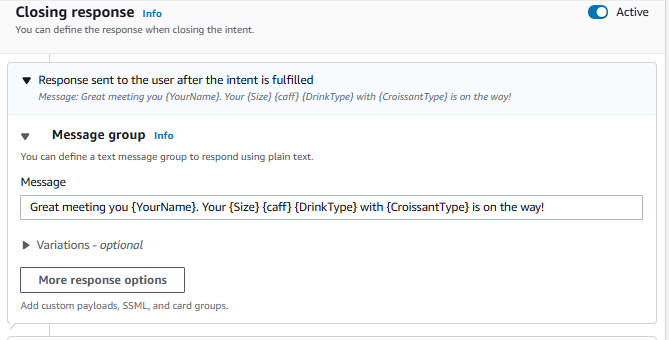 Closing response Info
Active
You can define the response when closing the intent.
Response sent to the user after the intent is fulfilled
Message: Great meeting you {YourName}. Your {Size} {caff} {DrinkType} with {CroissantType} is on the way!
Message group Info
You can define a text message group to respond using plain text.
Message
Great meeting you {YourName}. Your {Size} {caff} {DrinkType} with {CroissantType} is on the way!
Variations - optional
More response options
Add custom payloads, SSML, and card groups.